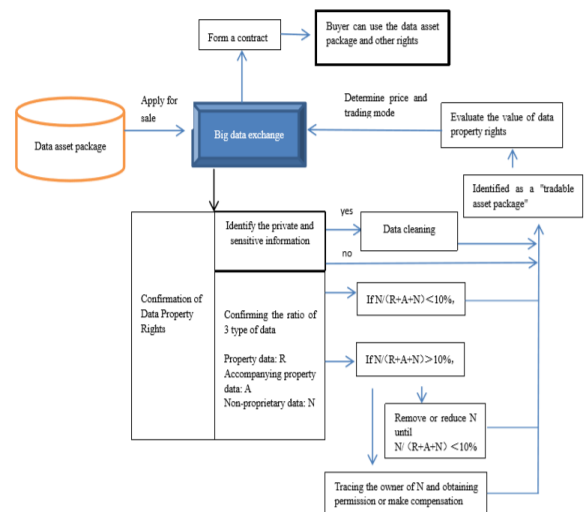 Form a contract
Buyer can use the data asset
package and other rights
Apply for
sale
Determine price and
trading mode
Data asset package
Big data exchange
Evaluate the value of data
property rights
Identified as a "tradable
asset package"
yes
Identify the private and
sensitive information
Data cleaning
no
Confirmation of
Data Property
Rights
Confirming the ratio of
3 type of data
Property data: R
Accompanying property
data: A
Non-proprietary data: N
If N/(R+A+N)<10%,
If N/(R+A+N)>10%,
Remove or reduce N
until
N/（R+A+N）<10%
Tracing the owner of N and obtaining
permission or make compensation